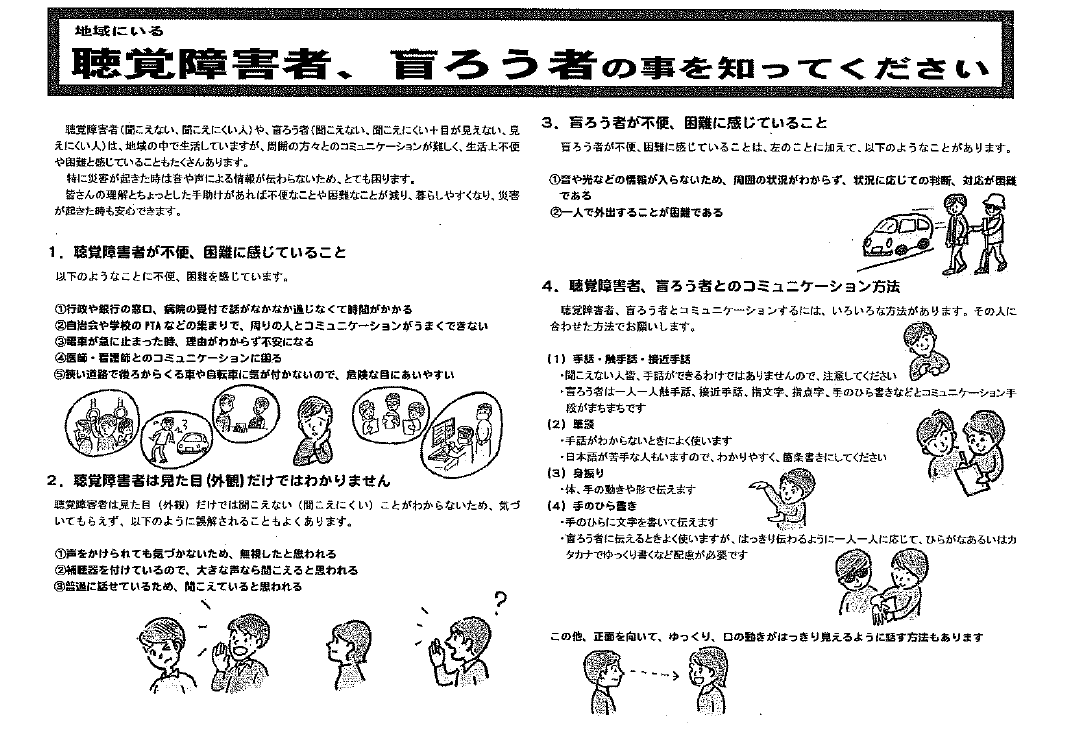 地域にいる
聴覚障害者、盲ろう者の事を知ってください
聴覚障害者(聞こえない、聞こえにくい人)や、盲ろう者(聞こえない、聞こえにくい+目が見えない、見
えにくい人)は、地域の中で生活していますが、周囲の方々とのコミュニケーションが難しく、生活上不便
や困難と感じていることもたくさんあります。
特に災害が起きた時は音や声による情報が伝わらないため、とても困ります。
皆さんの理解とちょっとした手助けがあれば不便なことや困難なことが減り、暮らしやすくなり、災害
が起きた時も安心できます。
1.聴覚障害者が不便、困難に感じていること
以下のようなことに不便、困難を感じています。
①行政や銀行の窓口、病院の受付で話がなかなか通じなくて時間がかかる
②自治会や学校のPTAなどの集まりで、周りの人とコミュニケーションがうまくできない
③電車が急に止まった時、理由がわからず不安になる
④医師・看護師とのコミュニケーションに困る
⑤狭い道路で後ろからくる車や自転車に気が付かないので、危険な目にあいやすい
2.聴覚障害者は見た目(外観)だけではわかりません
聴覚障害者は見た目(外観)だけでは聞こえない(聞こえにくい)ことがわからないため、気づ
いてもらえず、以下のように誤解されることもよくあります。
①声をかけられても気づかないため、無視したと思われる
②補聴器を付けているので、大きな声なら聞こえると思われる
③普通に話せているため、聞こえていると思われる
?
3.盲ろう者が不便、困難に感じていること
盲ろう者が不便、困難に感じていることは、左のことに加えて、以下のようなことがあります。
①音や光などの情報が入らないため、周囲の状況がわからず、状況に応じての判断、対応が困難
である
②一人で外出することが困難である
4.聴覚障害者、盲ろう者とのコミュニケーション方法
聴覚障害者、盲ろう者とコミュニケーションするには、いろいろな方法があります。その人に
合わせた方法でお願いします。
(1)手話・触手話・接近手話
・聞こえない人皆、手話ができるわけではありませんので、注意してください
・盲ろう者は一人一人触手話、接近手話、指文字、指点字、手のひら書きなどとコミュニケーション手
段がまちまちです
(2)筆談
・手話がわからないときによく使います
・日本語が苦手な人もいますので、わかりやすく、箇条書きにしてください
(3)身振り
・体、手の動きや形で伝えます
(4)手のひら書き
・手のひらに文字を書いて伝えます
・盲ろう者に伝えるときよく使いますが、はっきり伝わるように一人一人に応じて、ひらがなあるいはカ
タカナでゆっくり書くなど配慮が必要です
この他、正面を向いて、ゆっくり、口の動きがはっきり見えるように話す方法もあります